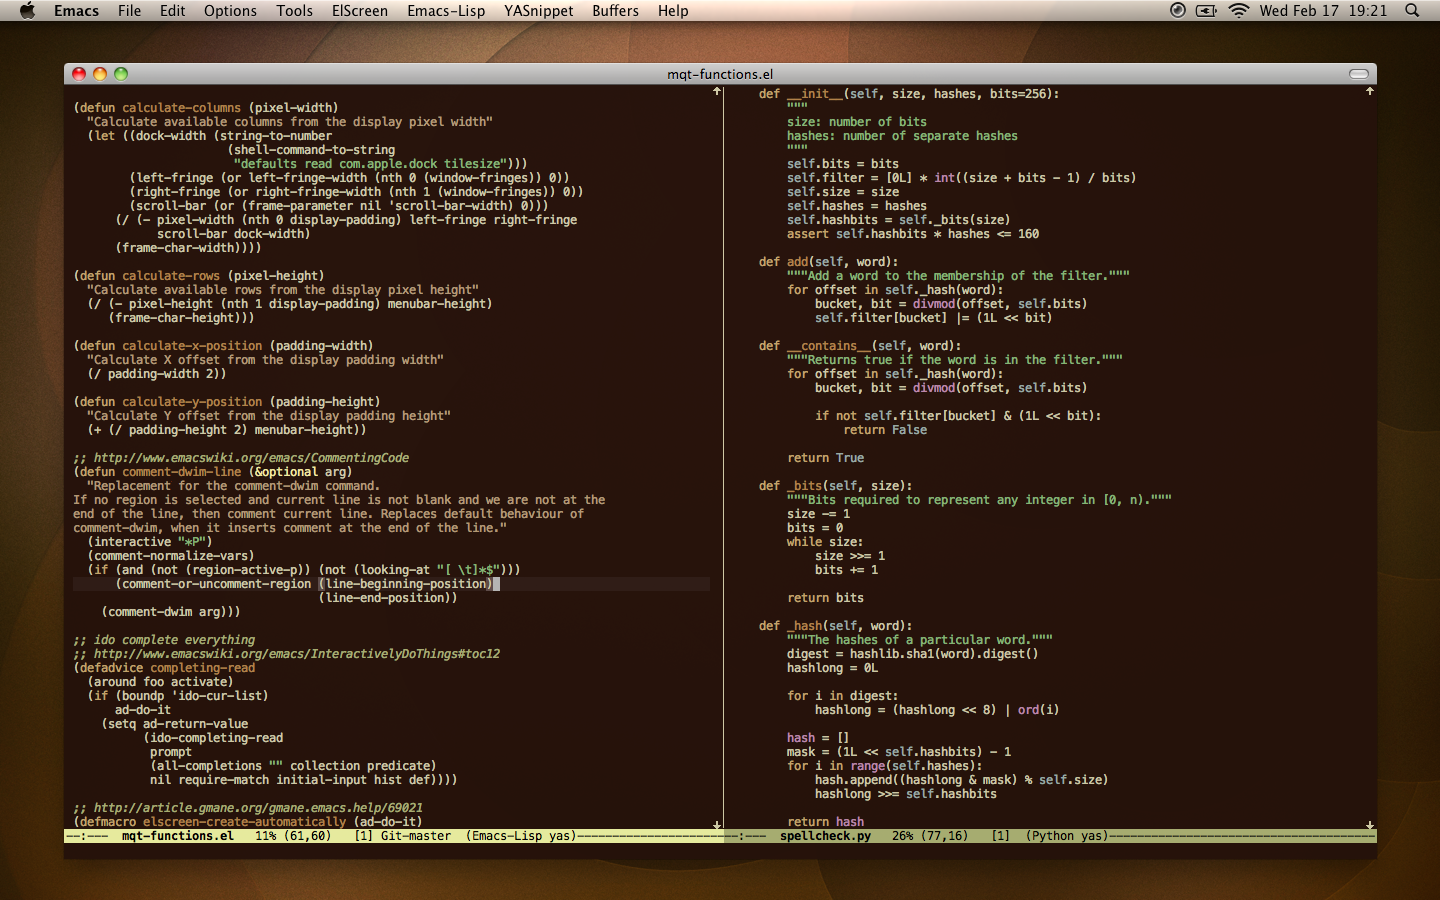 Emacs File Edit Options Tools ElScreen Emacs-Lisp YASnippet Buffers Help Wed Feb 17 19:21
mqt-functions.el
(defun calculate-columns (pixel-width)
  "Calculate available columns from the display pixel width"
  (let ((dock-width (string-to-number
                      (shell-command-to-string
                       "defaults read com.apple.dock tilesize")))
        (left-fringe (or left-fringe-width (nth 0 (window-fringes)) 0))
        (right-fringe (or right-fringe-width (nth 1 (window-fringes)) 0))
        (scroll-bar (or (frame-parameter nil 'scroll-bar-width) 0)))
      (/ (- pixel-width (nth 0 display-padding) left-fringe right-fringe
            scroll-bar dock-width)
      (frame-char-width))))
(defun calculate-rows (pixel-height)
  "Calculate available rows from the display pixel height"
  (/ (- pixel-height (nth 1 display-padding) menubar-height)
     (frame-char-height)))
(defun calculate-x-position (padding-width)
  "Calculate X offset from the display padding width"
  (/ padding-width 2))
(defun calculate-y-position (padding-height)
  "Calculate Y offset from the display padding height"
  (+ (/ padding-height 2) menubar-height))
;; http://www.emacswiki.org/emacs/CommentingCode
(defun comment-dwim-line (&optional arg)
  "Replacement for the comment-dwim command.
If no region is selected and current line is not blank and we are not at the
end of the line, then comment current line. Replaces default behaviour of
comment-dwim, when it inserts comment at the end of the line."
  (interactive "*P")
  (comment-normalize-vars)
  (if (and (not (region-active-p)) (not (looking-at "[ \t]*$")))
      (comment-or-uncomment-region (line-beginning-position)
                                   (line-end-position))
    (comment-dwim arg)))
;; ido complete everything
;; http://www.emacswiki.org/emacs/InteractivelyDoThings#toc12
(defadvice completing-read
  (around foo activate)
  (if (boundp 'ido-cur-list)
      ad-do-it
    (setq ad-return-value
          (ido-completing-read
           prompt
           (all-completions "" collection predicate)
           nil require-match initial-input hist def))))
;; http://article.gmane.org/gmane.emacs.help/69021
(defmacro elscreen-create-automatically (ad-do-it)
--:--- mqt-functions.el 11% (61,60) [1] Git-master (Emacs-Lisp yas)
    def __init__(self, size, hashes, bits=256):
        """
        size: number of bits
        hashes: number of separate hashes
        """
        self.bits = bits
        self.filter = [0L] * int((size + bits - 1) / bits)
        self.size = size
        self.hashes = hashes
        self.hashbits = self._bits(size)
        assert self.hashbits * hashes <= 160
    def add(self, word):
        """Add a word to the membership of the filter."""
        for offset in self._hash(word):
            bucket, bit = divmod(offset, self.bits)
            self.filter[bucket] |= (1L << bit)
    def __contains__(self, word):
        """Returns true if the word is in the filter."""
        for offset in self._hash(word):
            bucket, bit = divmod(offset, self.bits)
            if not self.filter[bucket] & (1L << bit):
                return False
        return True
    def _bits(self, size):
        """Bits required to represent any integer in [0, n)."""
        size -= 1
        bits = 0
        while size:
            size >>= 1
            bits += 1
        return bits
    def _hash(self, word):
        """The hashes of a particular word."""
        digest = hashlib.sha1(word).digest()
        hashlong = 0L
        for i in digest:
            hashlong = (hashlong << 8) | ord(i)
        hash = []
        mask = (1L << self.hashbits) - 1
        for i in range(self.hashes):
            hash.append((hashlong & mask) % self.size)
            hashlong >>= self.hashbits
        return hash
-:--- spellcheck.py 26% (77,16) [1] (Python yas)